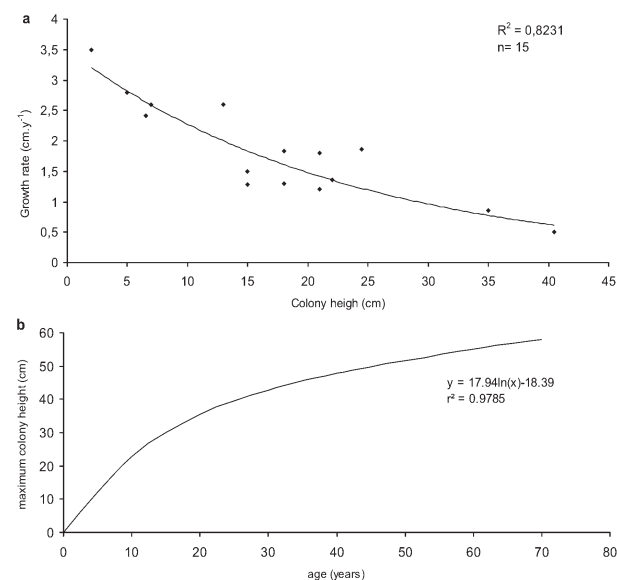 a
R² = 0,8231
n= 15
Growth rate (cm.y⁻¹)
4
3,5
3
2,5
2
1,5
1
0,5
0
0 5 10 15 20 25 30 35 40 45
Colony heigh (cm)
b
maximum colony height (cm)
60
50
40
30
20
10
0
y = 17.94ln(x)-18.39
r² = 0.9785
0 10 20 30 40 50 60 70 80
age (years)